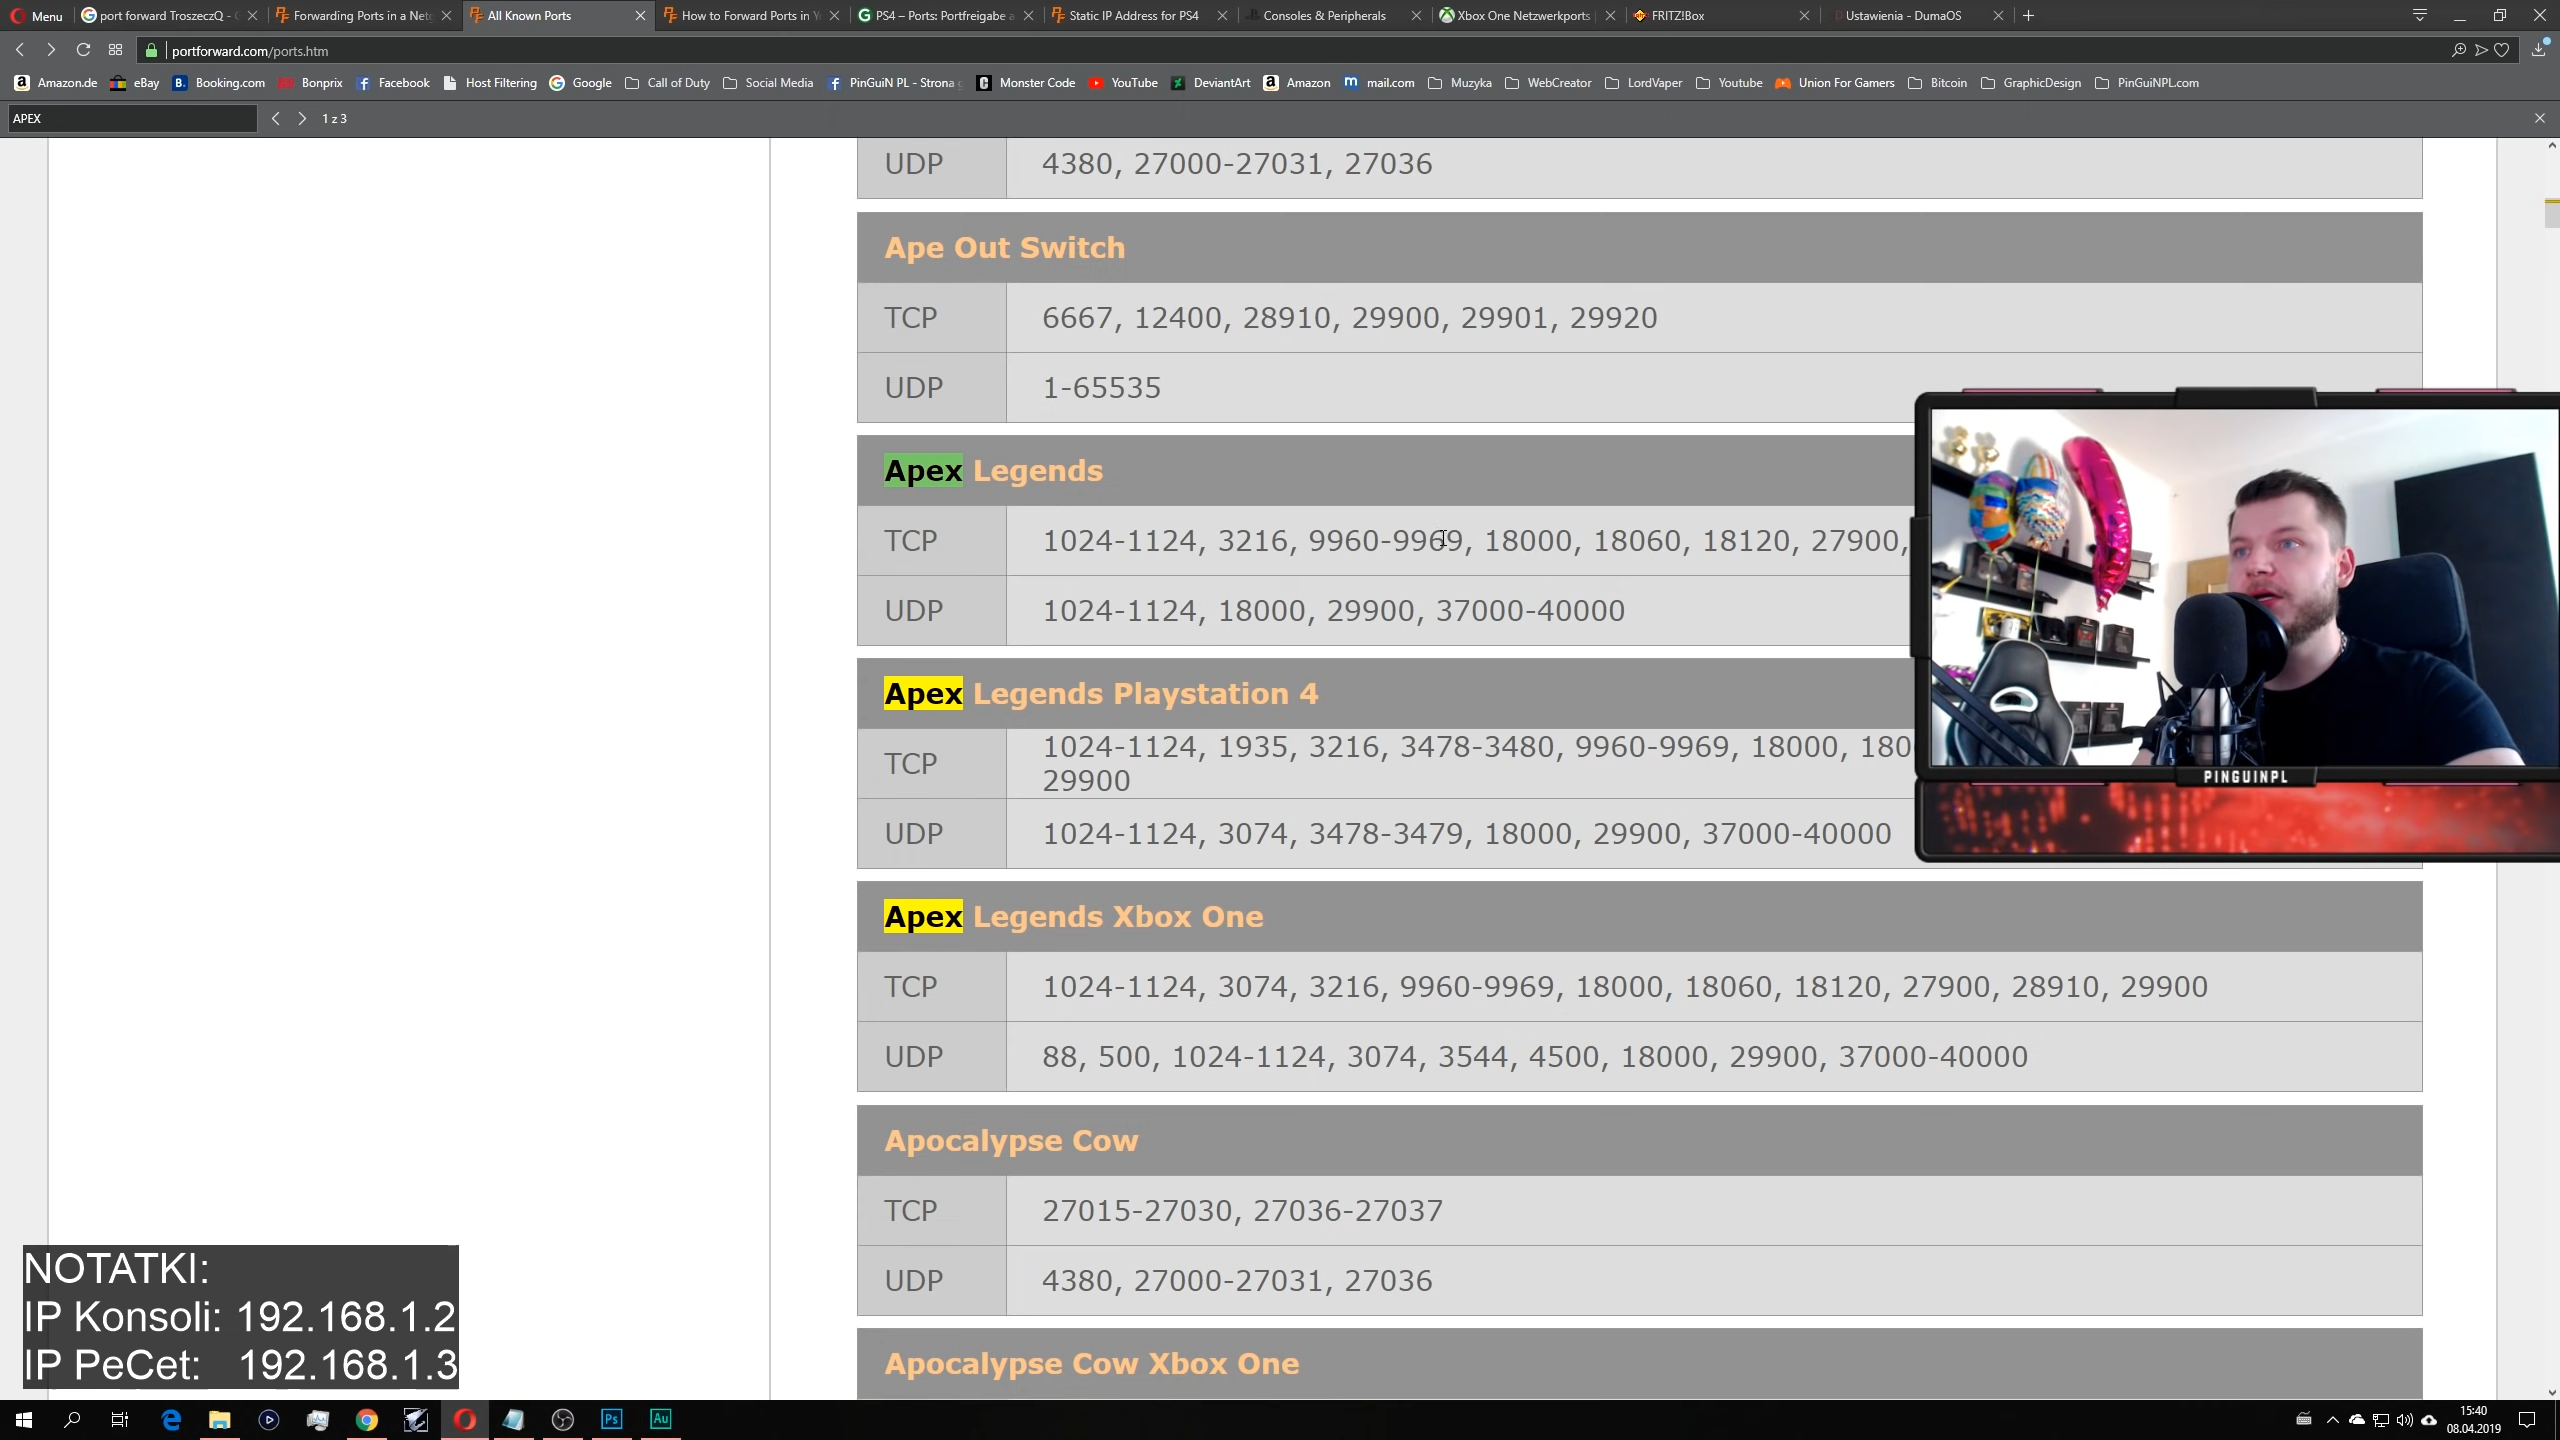 Menu
port forward TroszeczQ - 
Forwarding Ports in a Netg
All Known Ports
How to Forward Ports in Y
PS4 – Ports: Portfreigabe a
Static IP Address for PS4
Consoles & Peripherals
Xbox One Netzwerkports
FRITZ!Box
Ustawienia - DumaOS
portforward.com/ports.htm
Amazon.de
eBay
Booking.com
Bonprix
Facebook
Host Filtering
Google
Call of Duty
Social Media
PinGuiN PL - Strona g
Monster Code
YouTube
DeviantArt
Amazon
mail.com
Muzyka
WebCreator
LordVaper
Youtube
Union For Gamers
Bitcoin
GraphicDesign
PinGuiNPL.com
APEX
1 z 3
UDP 4380, 27000-27031, 27036
Ape Out Switch
TCP 6667, 12400, 28910, 29900, 29901, 29920
UDP 1-65535
Apex Legends
TCP 1024-1124, 3216, 9960-9969, 18000, 18060, 18120, 27900,
UDP 1024-1124, 18000, 29900, 37000-40000
Apex Legends Playstation 4
TCP 1024-1124, 1935, 3216, 3478-3480, 9960-9969, 18000, 180
29900
UDP 1024-1124, 3074, 3478-3479, 18000, 29900, 37000-40000
PINGUINPL
Apex Legends Xbox One
TCP 1024-1124, 3074, 3216, 9960-9969, 18000, 18060, 18120, 27900, 28910, 29900
UDP 88, 500, 1024-1124, 3074, 3544, 4500, 18000, 29900, 37000-40000
Apocalypse Cow
TCP 27015-27030, 27036-27037
UDP 4380, 27000-27031, 27036
Apocalypse Cow Xbox One
NOTATKI:
IP Konsoli: 192.168.1.2
IP PeCet: 192.168.1.3
Ps
Au
15:40
08.04.2019